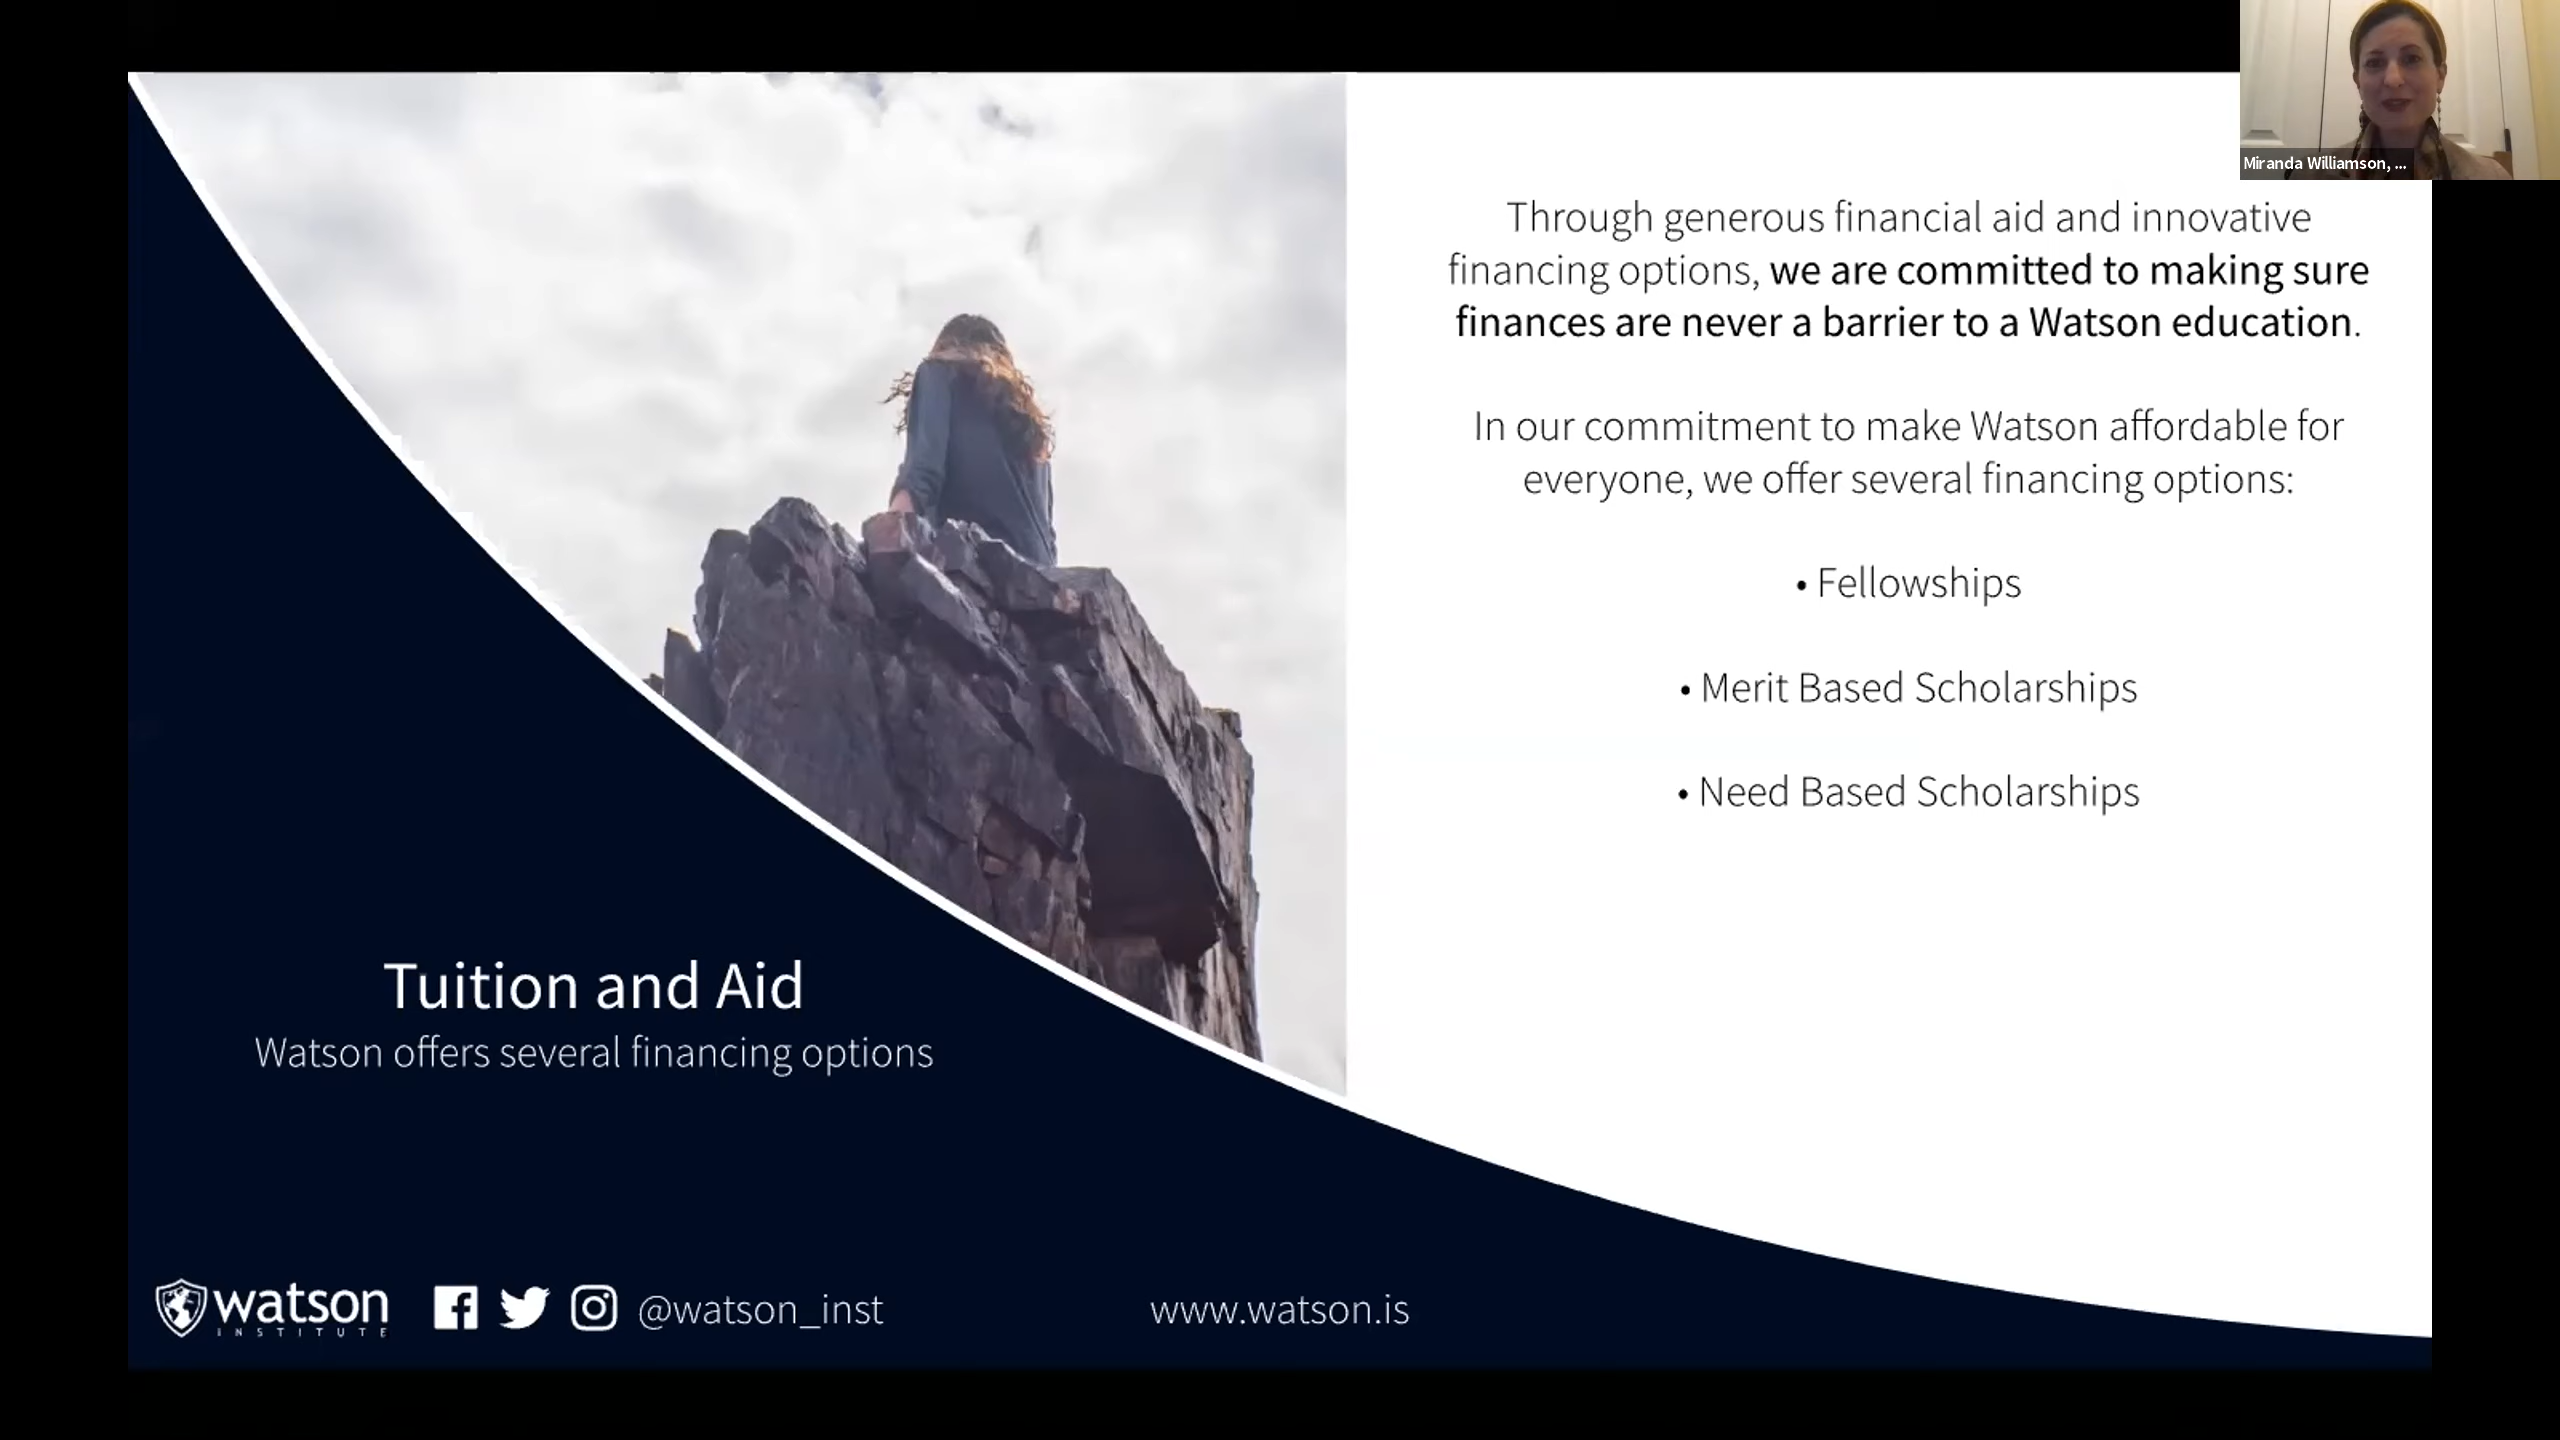 Miranda Williamson, ...
Through generous financial aid and innovative
financing options, we are committed to making sure
finances are never a barrier to a Watson education.
In our commitment to make Watson affordable for
everyone, we offer several financing options:
• Fellowships
• Merit Based Scholarships
• Need Based Scholarships
Tuition and Aid
Watson offers several financing options
watson
INSTITUTE
@watson_inst
www.watson.is